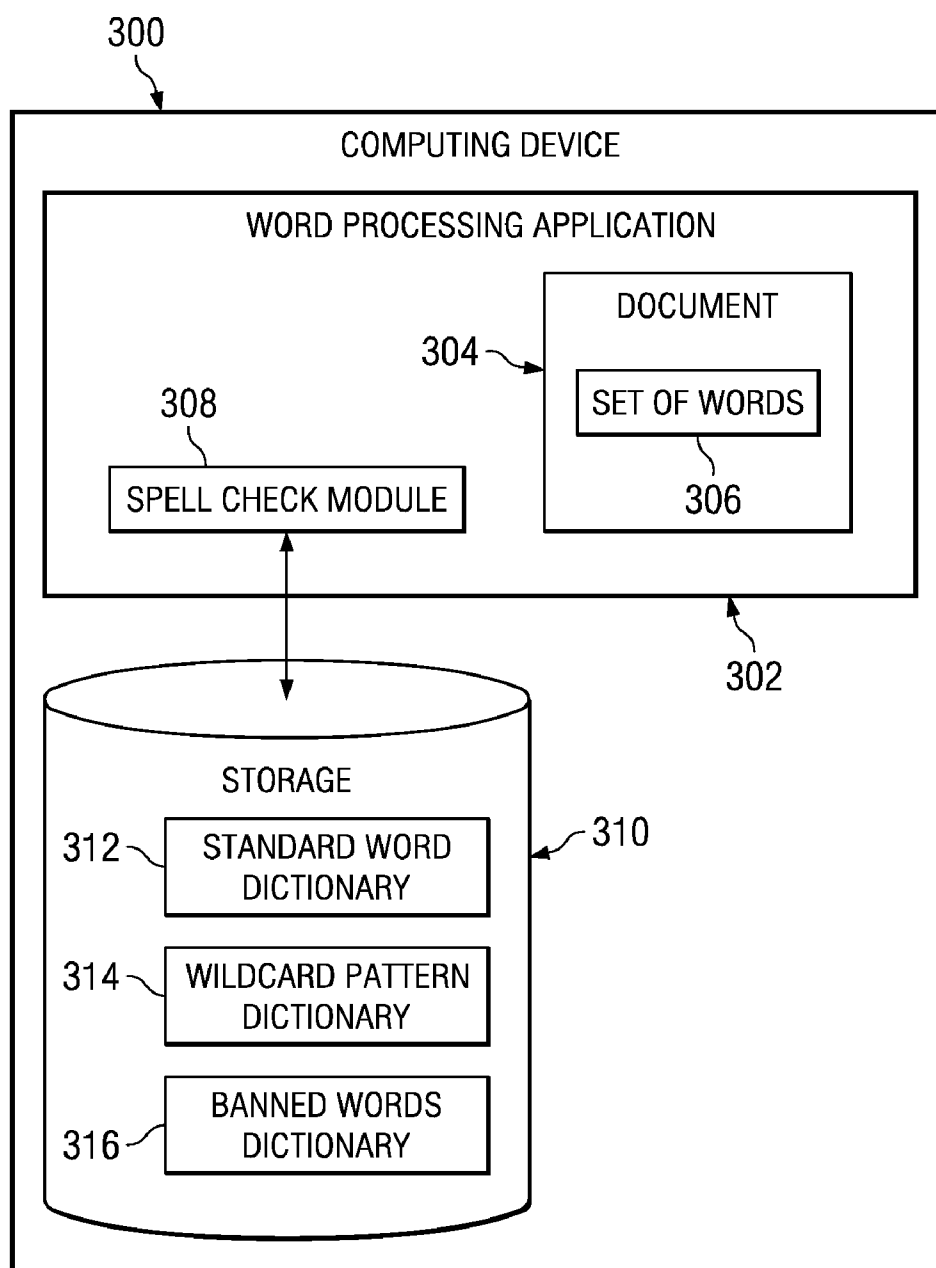 300
COMPUTING DEVICE
WORD PROCESSING APPLICATION
DOCUMENT
304
SET OF WORDS
306
308
SPELL CHECK MODULE
302
STORAGE
310
312
STANDARD WORD
DICTIONARY
314
WILDCARD PATTERN
DICTIONARY
316
BANNED WORDS
DICTIONARY